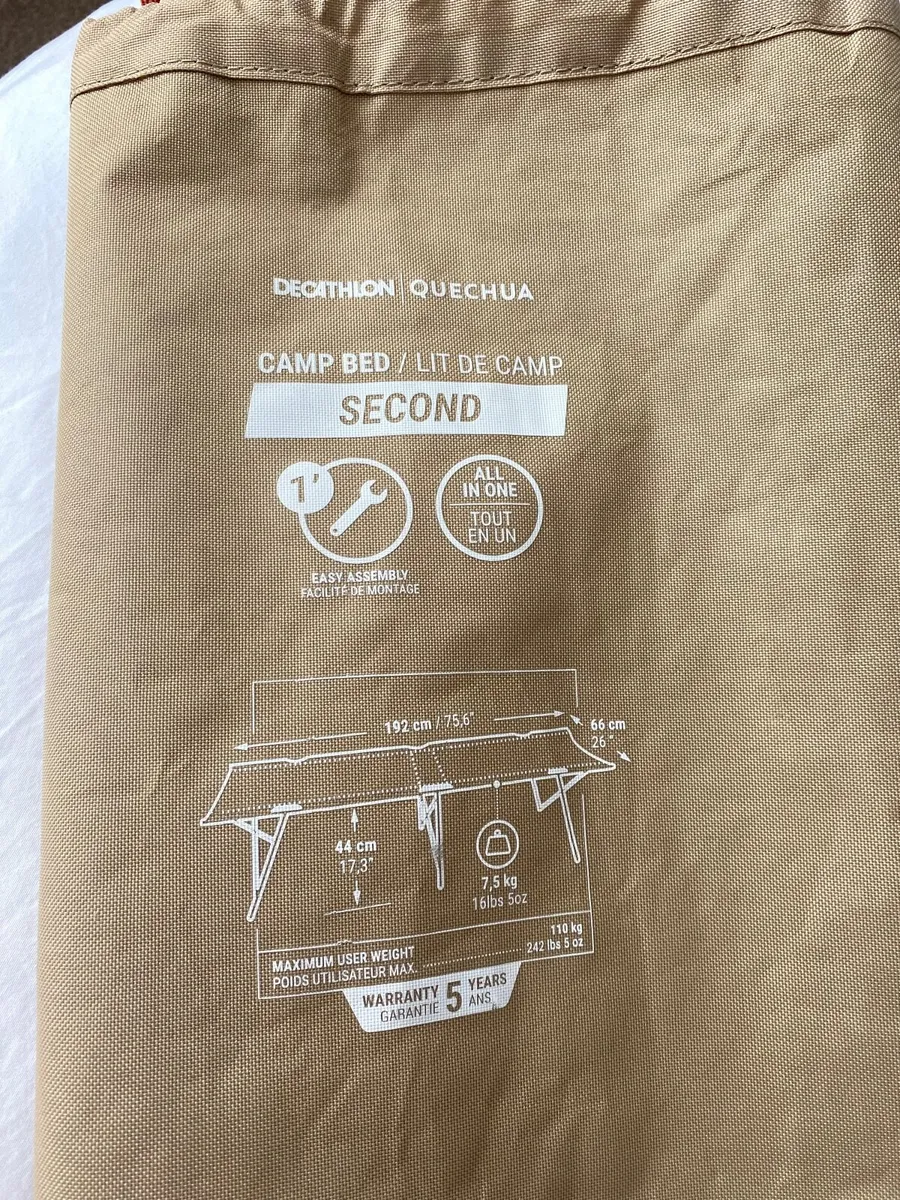 DECATHLON | QUECHUA
CAMP BED / LIT DE CAMP
SECOND
1'
EASY ASSEMBLY
FACILITÉ DE MONTAGE
ALL
IN ONE
TOUT
EN UN
192 cm / 75,6"
66 cm
26"
44 cm
17,3"
7,5 kg
16lbs 5oz
MAXIMUM USER WEIGHT 110 kg
POIDS UTILISATEUR MAX. 242 lbs 5 oz
WARRANTY 5 YEARS
GARANTIE ANS